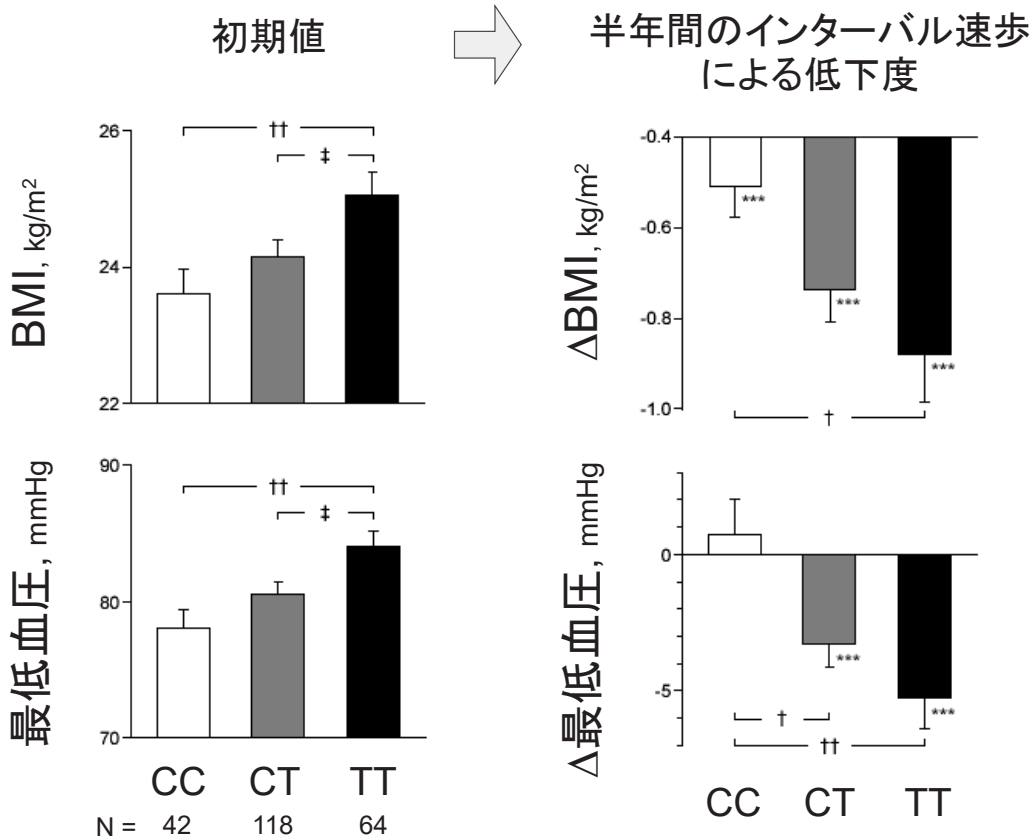 初期値
半年間のインターバル速歩
による低下度
BMI, kg/m²
26
24
22
††
‡
ΔBMI, kg/m²
-0.4
-0.6
-0.8
-1.0
***
***
***
†
最低血圧, mmHg
90
80
70
††
‡
Δ最低血圧, mmHg
0
-5
***
***
†
††
CC CT TT
N = 42 118 64
CC CT TT